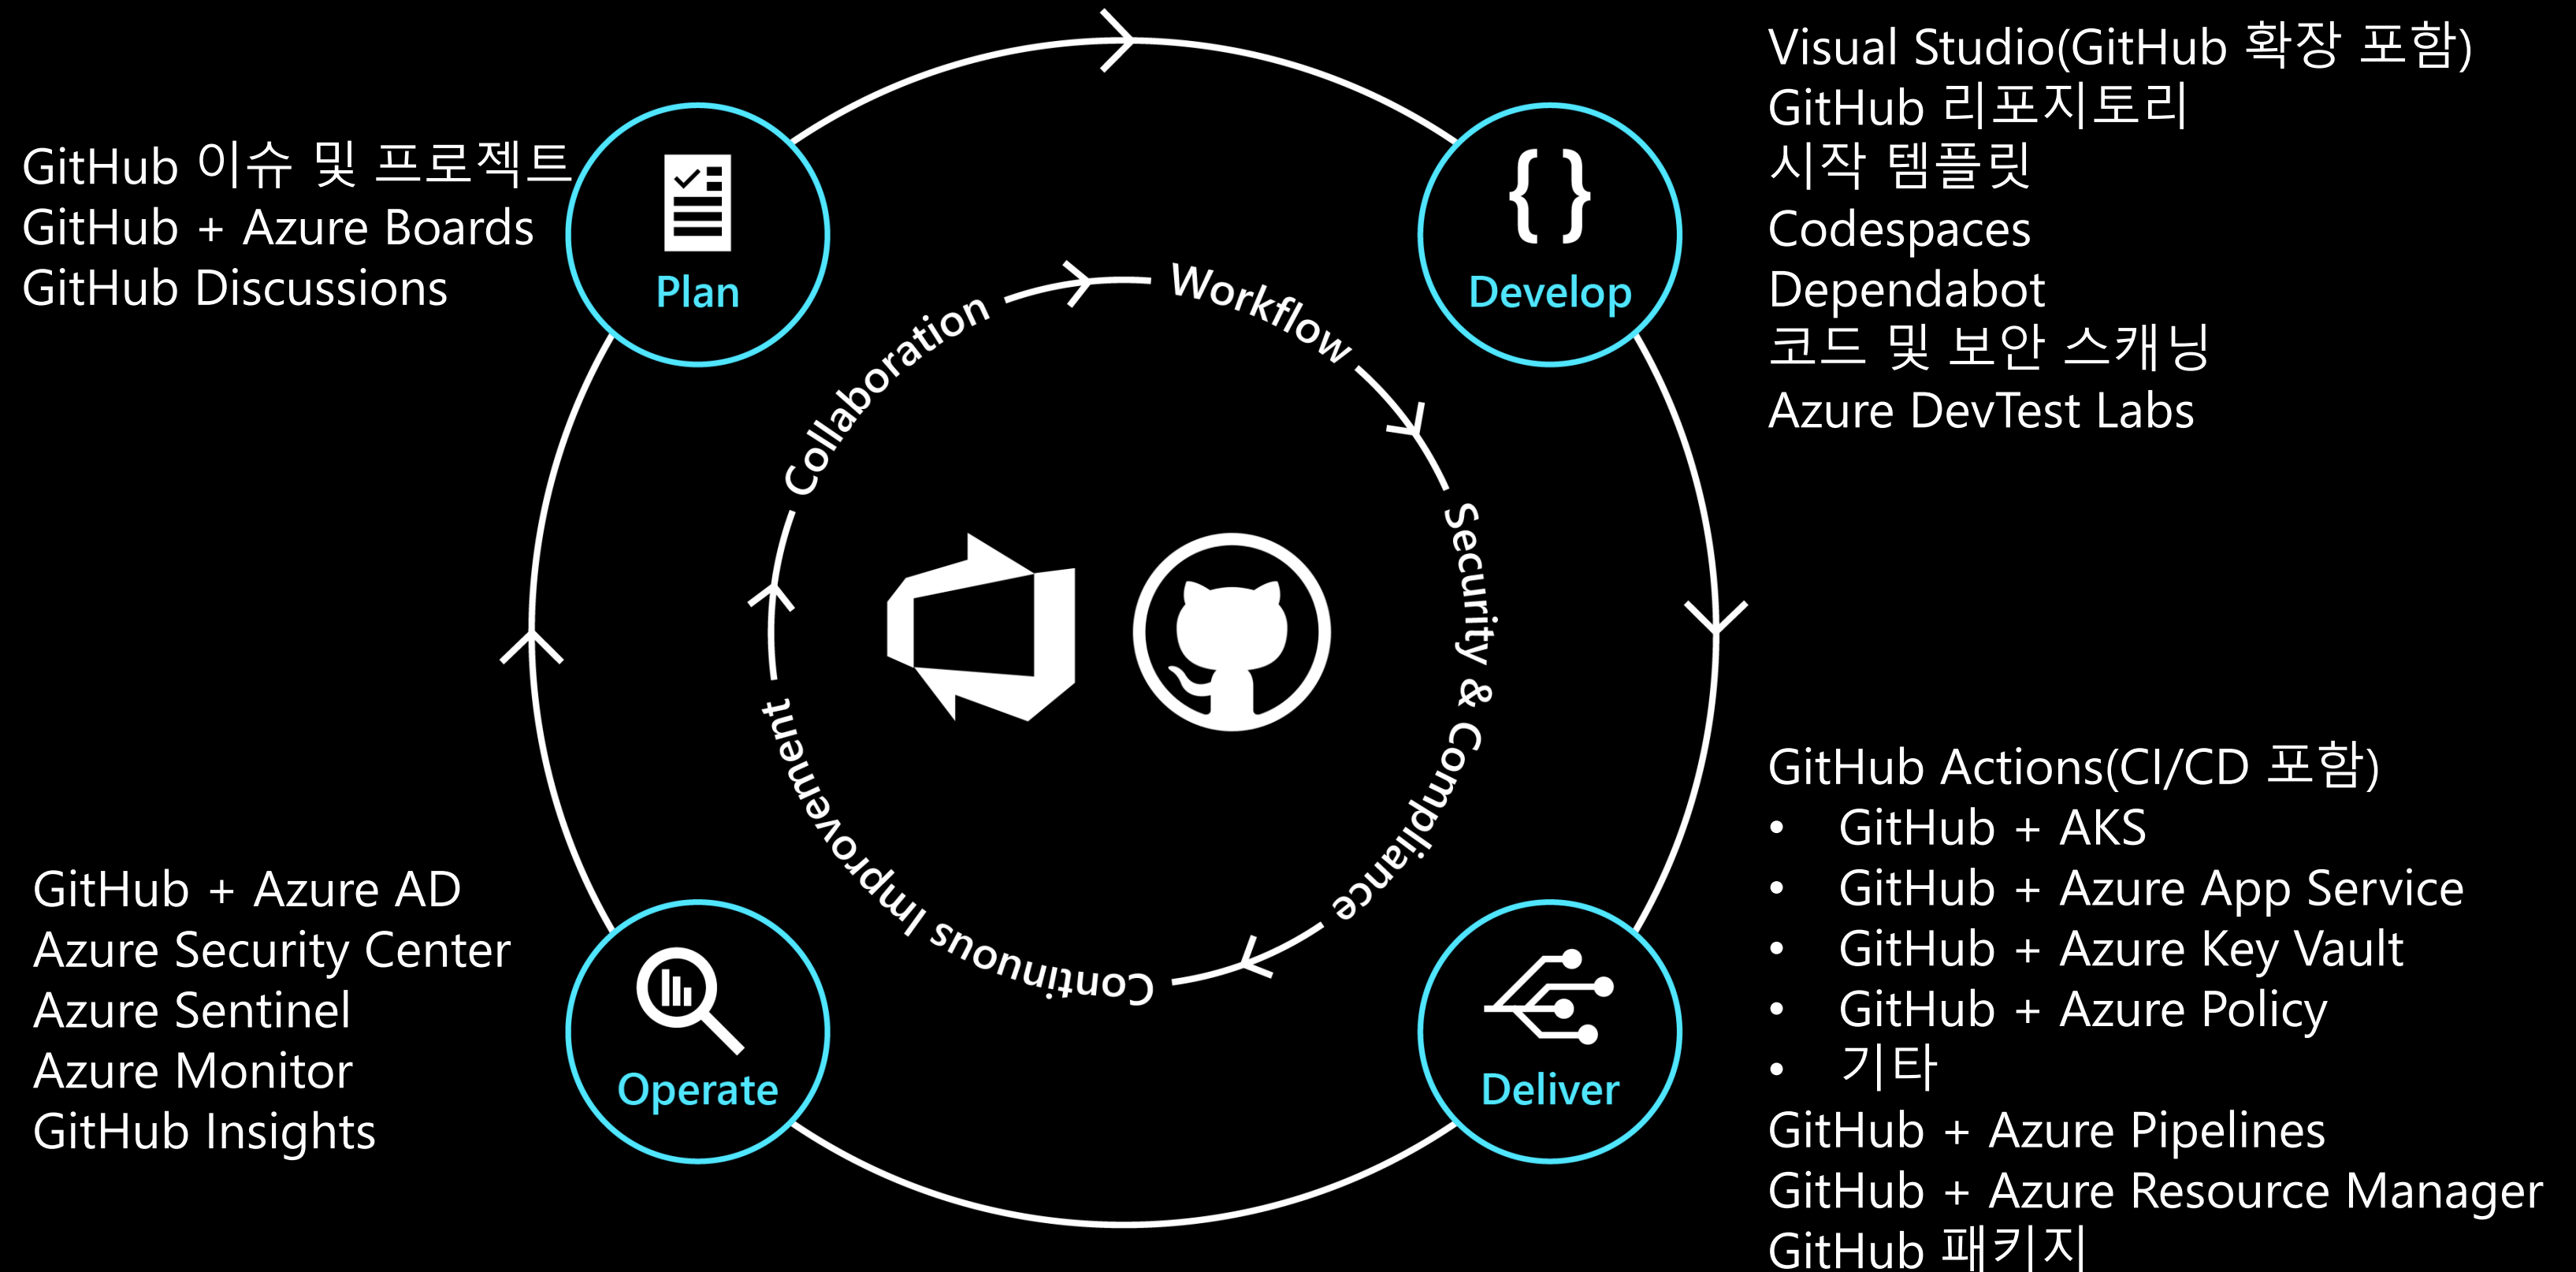 GitHub 이슈 및 프로젝트
GitHub + Azure Boards
GitHub Discussions
Plan
Develop
Visual Studio(GitHub 확장 포함)
GitHub 리포지토리
시작 템플릿
Codespaces
Dependabot
코드 및 보안 스캐닝
Azure DevTest Labs
Collaboration
Workflow
Security & Compliance
Continuous Improvement
GitHub + Azure AD
Azure Security Center
Azure Sentinel
Azure Monitor
GitHub Insights
Operate
Deliver
GitHub Actions(CI/CD 포함)
• GitHub + AKS
• GitHub + Azure App Service
• GitHub + Azure Key Vault
• GitHub + Azure Policy
• 기타
GitHub + Azure Pipelines
GitHub + Azure Resource Manager
GitHub 패키지